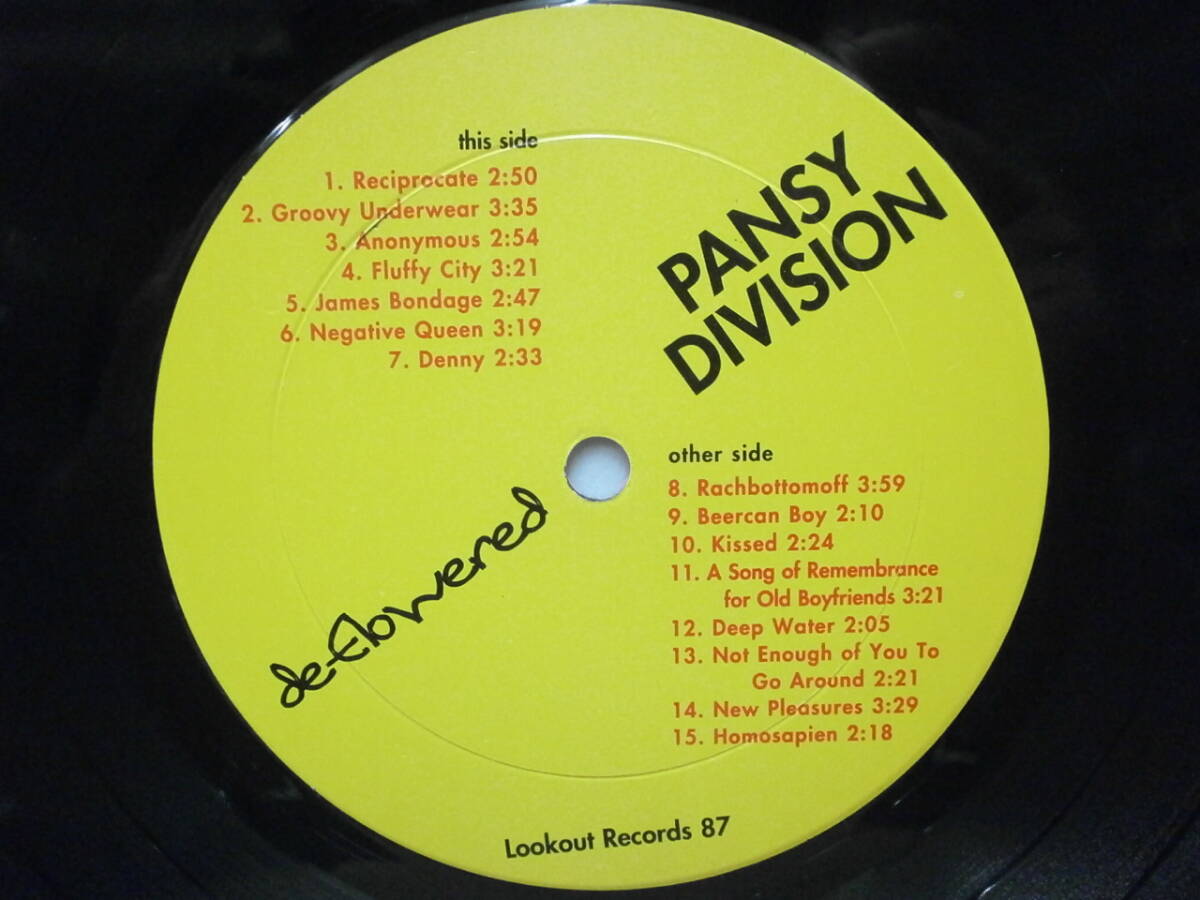 this side
1. Reciprocate 2:50
2. Groovy Underwear 3:35
3. Anonymous 2:54
4. Fluffy City 3:21
5. James Bondage 2:47
6. Negative Queen 3:19
7. Denny 2:33
PANSY
DIVISION
other side
8. Rachbottomoff 3:59
9. Beercan Boy 2:10
10. Kissed 2:24
11. A Song of Remembrance
for Old Boyfriends 3:21
12. Deep Water 2:05
13. Not Enough of You To
Go Around 2:21
14. New Pleasures 3:29
15. Homosapien 2:18
de-flowered
Lookout Records 87